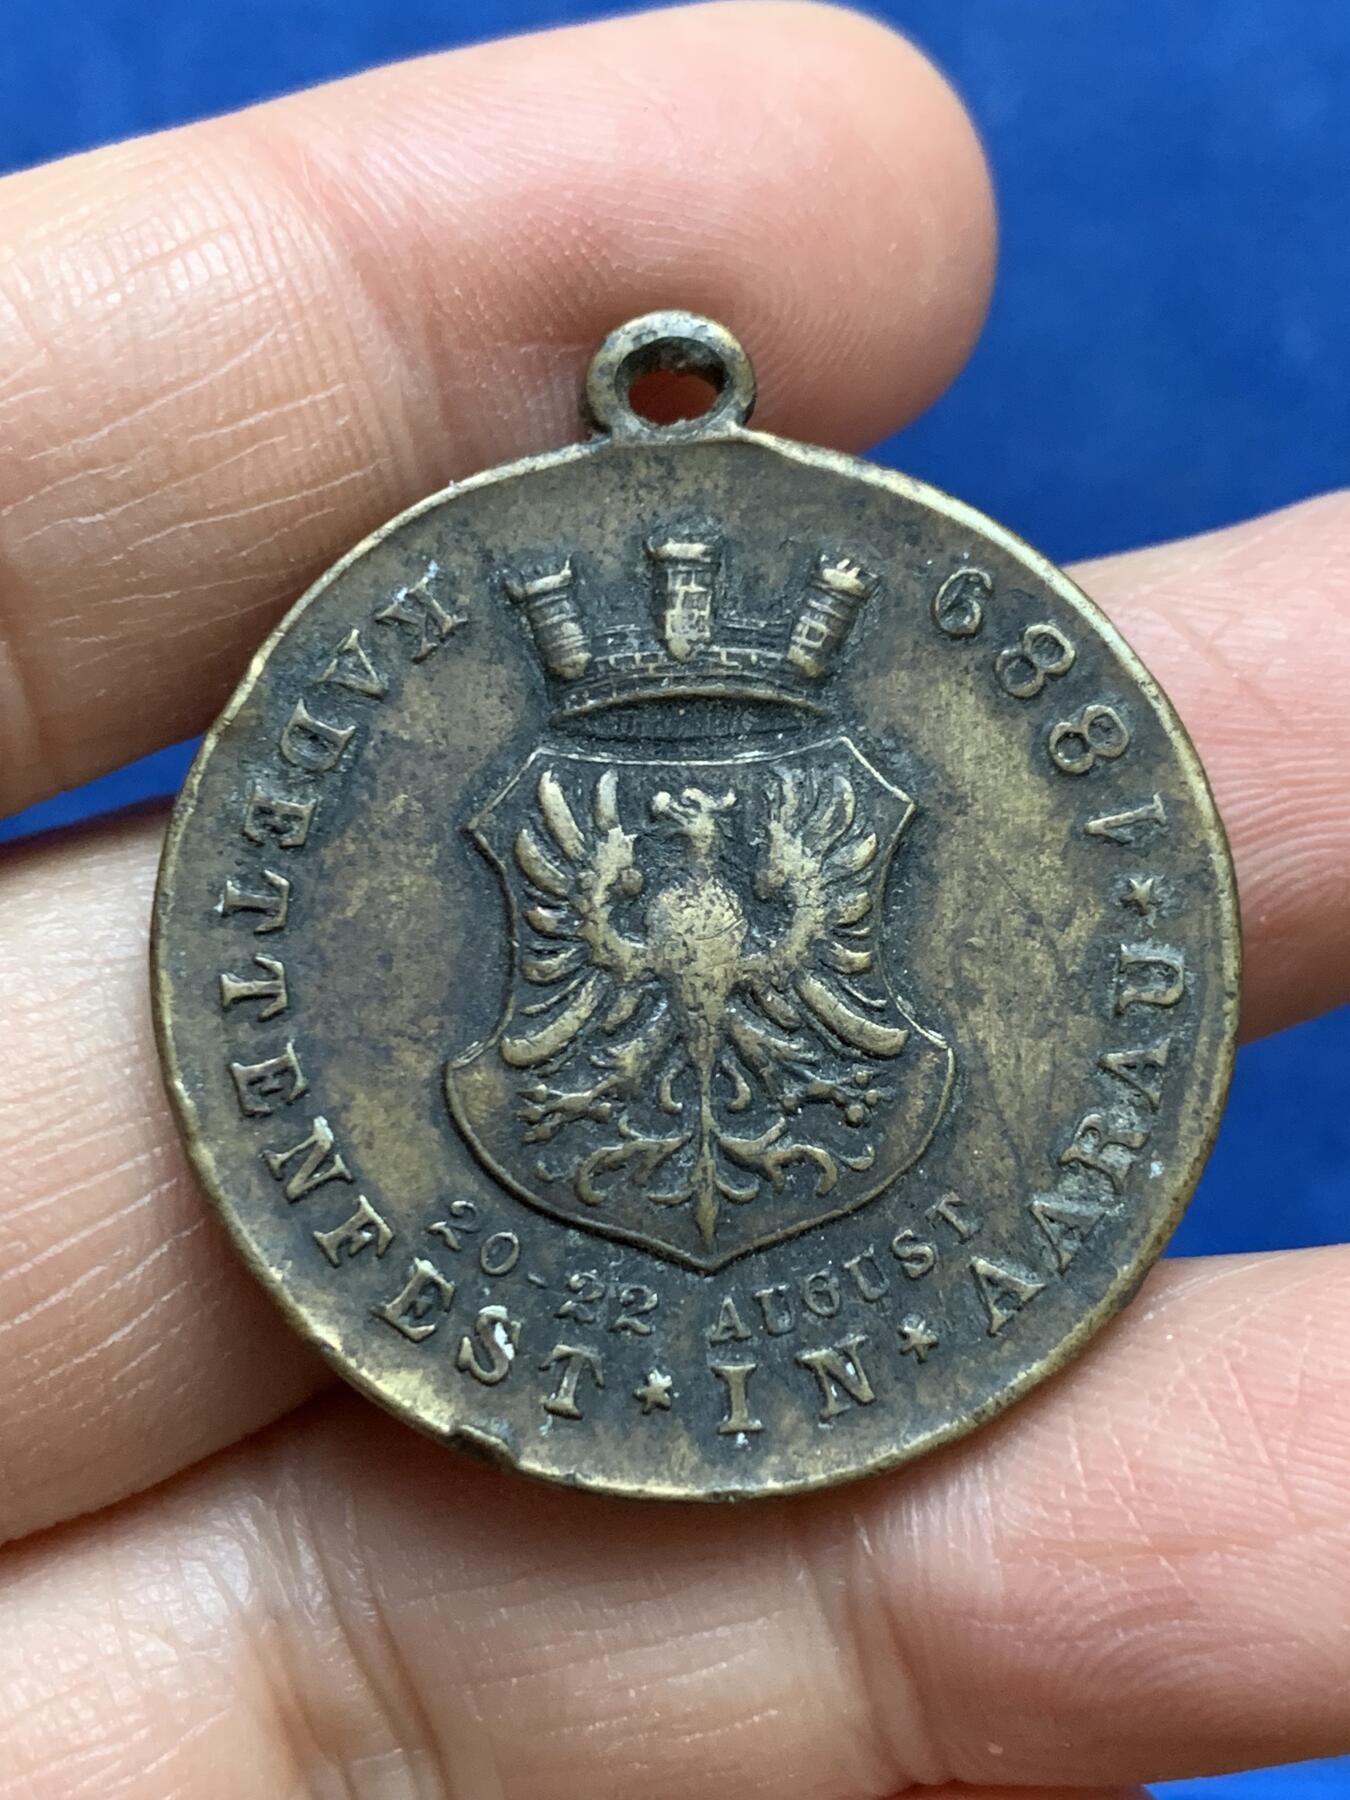 KADETTENFEST * IN * AARAU * 1889
20-22 AUGUST